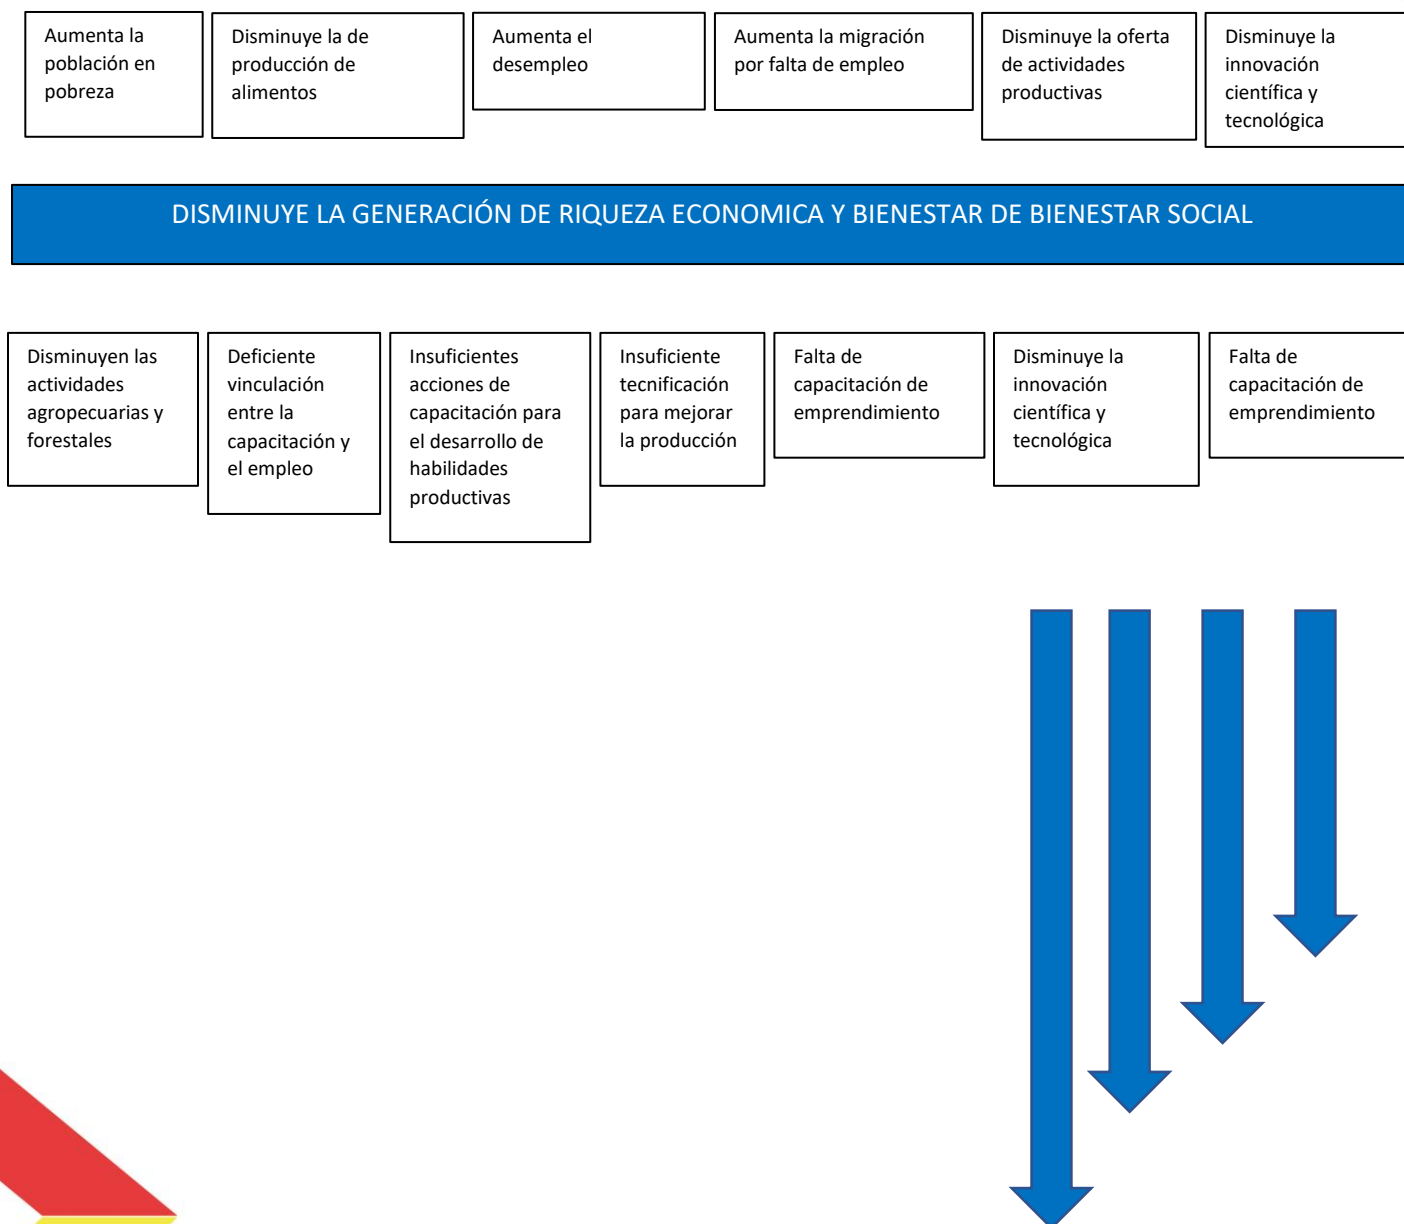 Aumenta la
población en
pobreza
Disminuye la de
producción de
alimentos
Aumenta el
desempleo
Aumenta la migración
por falta de empleo
Disminuye la oferta
de actividades
productivas
Disminuye la
innovación
científica y
tecnológica
DISMINUYE LA GENERACIÓN DE RIQUEZA ECONOMICA Y BIENESTAR DE BIENESTAR SOCIAL
Disminuyen las
actividades
agropecuarias y
forestales
Deficiente
vinculación
entre la
capacitación y
el empleo
Insuficientes
acciones de
capacitación para
el desarrollo de
habilidades
productivas
Insuficiente
tecnificación
para mejorar
la producción
Falta de
capacitación de
emprendimiento
Disminuye la
innovación
científica y
tecnológica
Falta de
capacitación de
emprendimiento